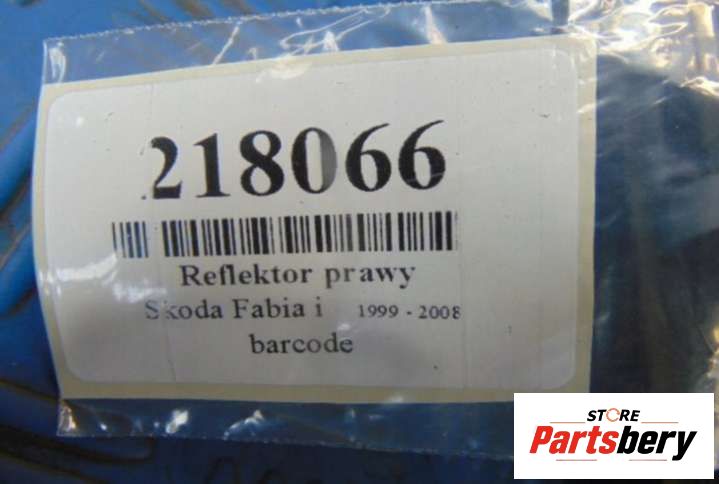 218066
Reflektor prawy
Skoda Fabia i 1999 - 2008
barcode
STORE
Partsbery